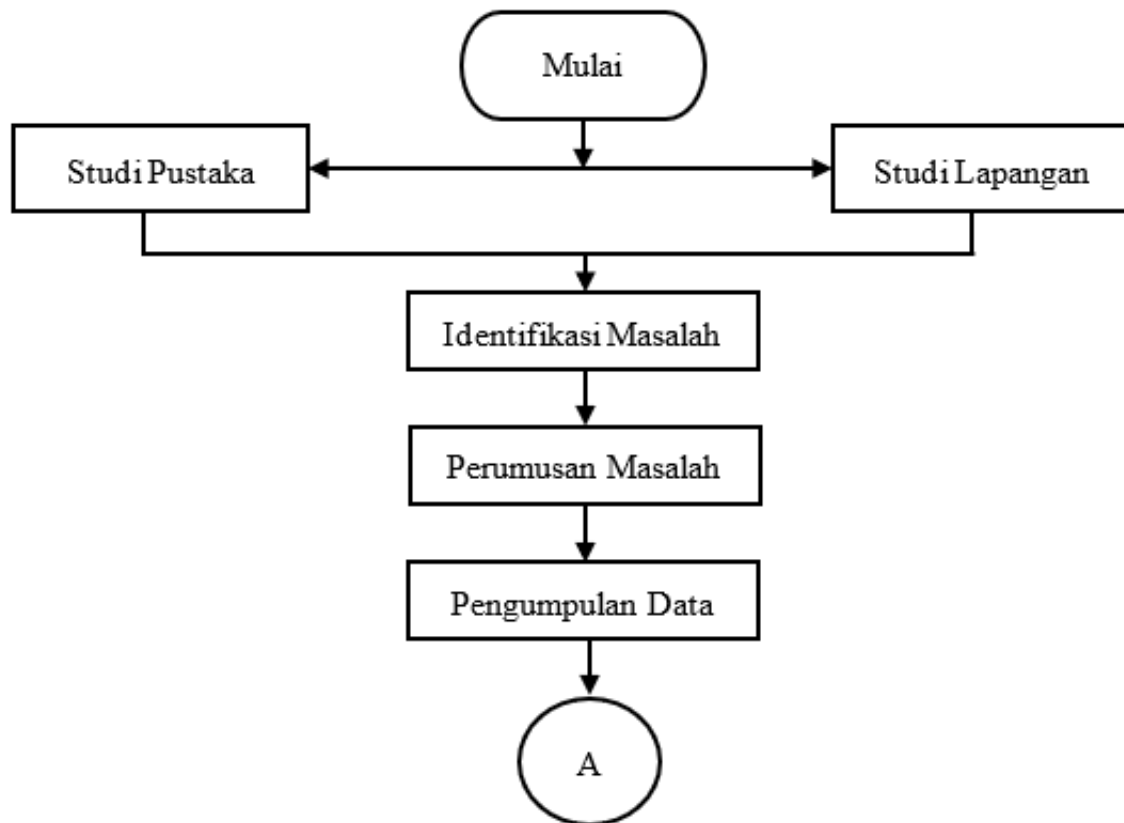 Mulai
Studi Pustaka
Studi Lapangan
Identifikasi Masalah
Perumusan Masalah
Pengumpulan Data
A